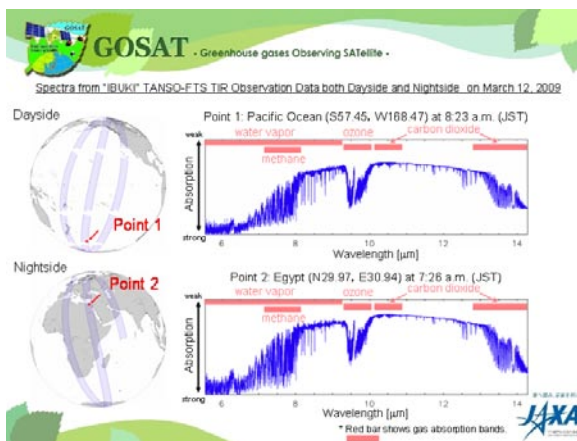 GOSAT - Greenhouse gases Observing SATellite -
Spectra from "IBUKI" TANSO-FTS TIR Observation Data both Dayside and Nightside on March 12, 2009
Dayside
Point 1
Point 1: Pacific Ocean (S57.45, W168.47) at 8:23 a.m. (JST)
weak
water vapor
ozone
carbon dioxide
methane
Absorption
strong
6 8 10 12 14
Wavelength [μm]
Nightside
Point 2
Point 2: Egypt (N29.97, E30.94) at 7:26 a.m. (JST)
weak
water vapor
ozone
carbon dioxide
methane
Absorption
strong
6 8 10 12 14
Wavelength [μm]
* Red bar shows gas absorption bands.
JAXA